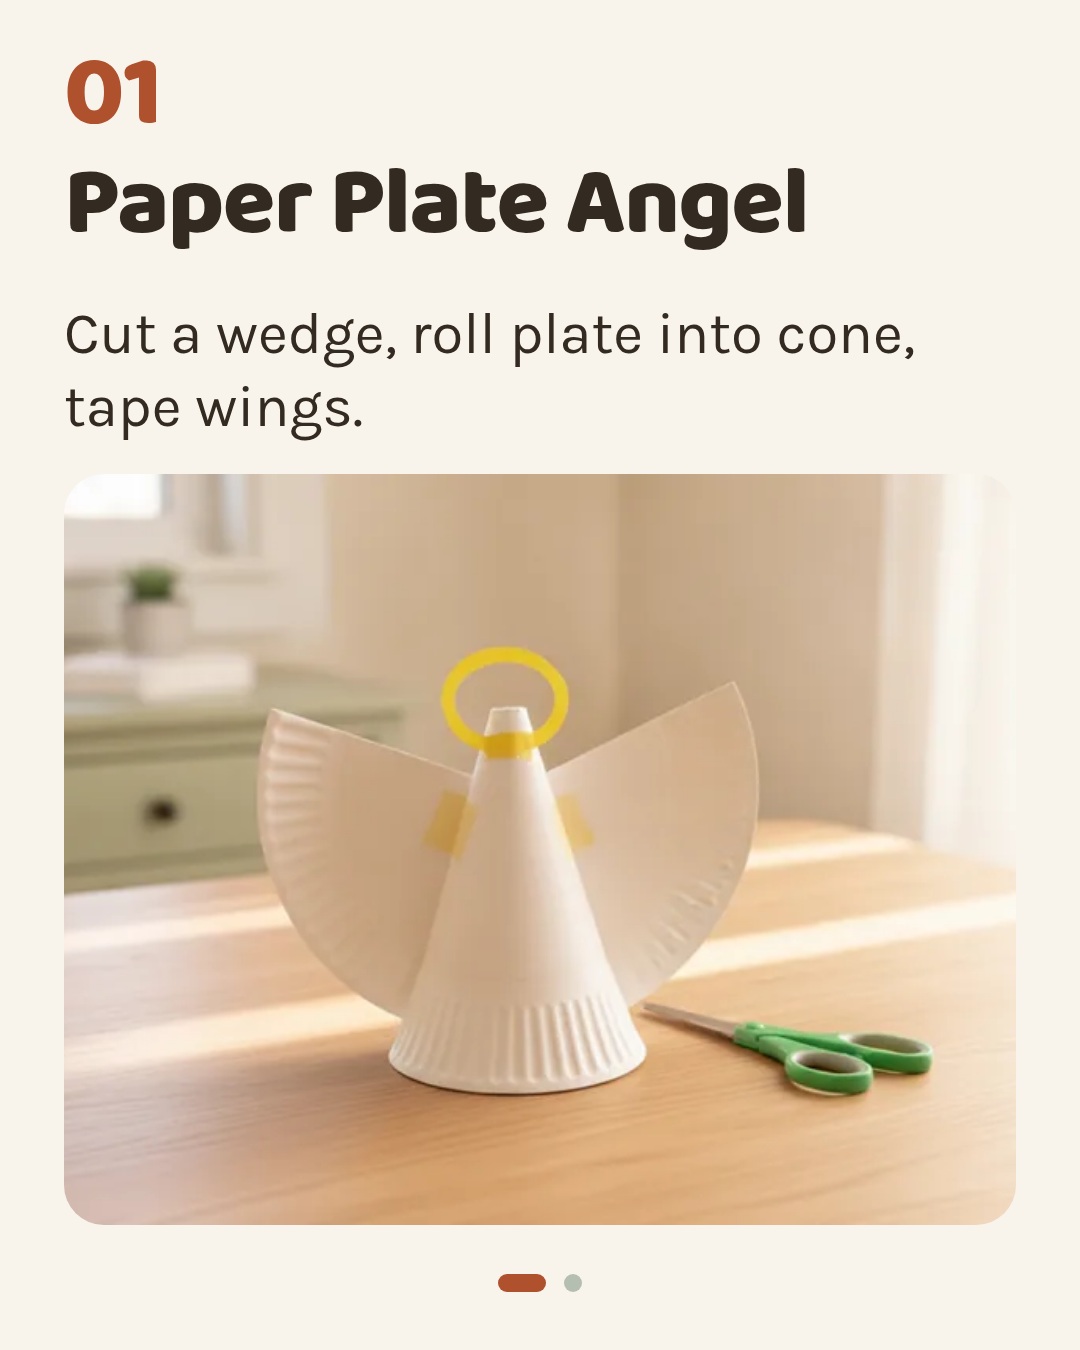 01
Paper Plate Angel
Cut a wedge, roll plate into cone,
tape wings.